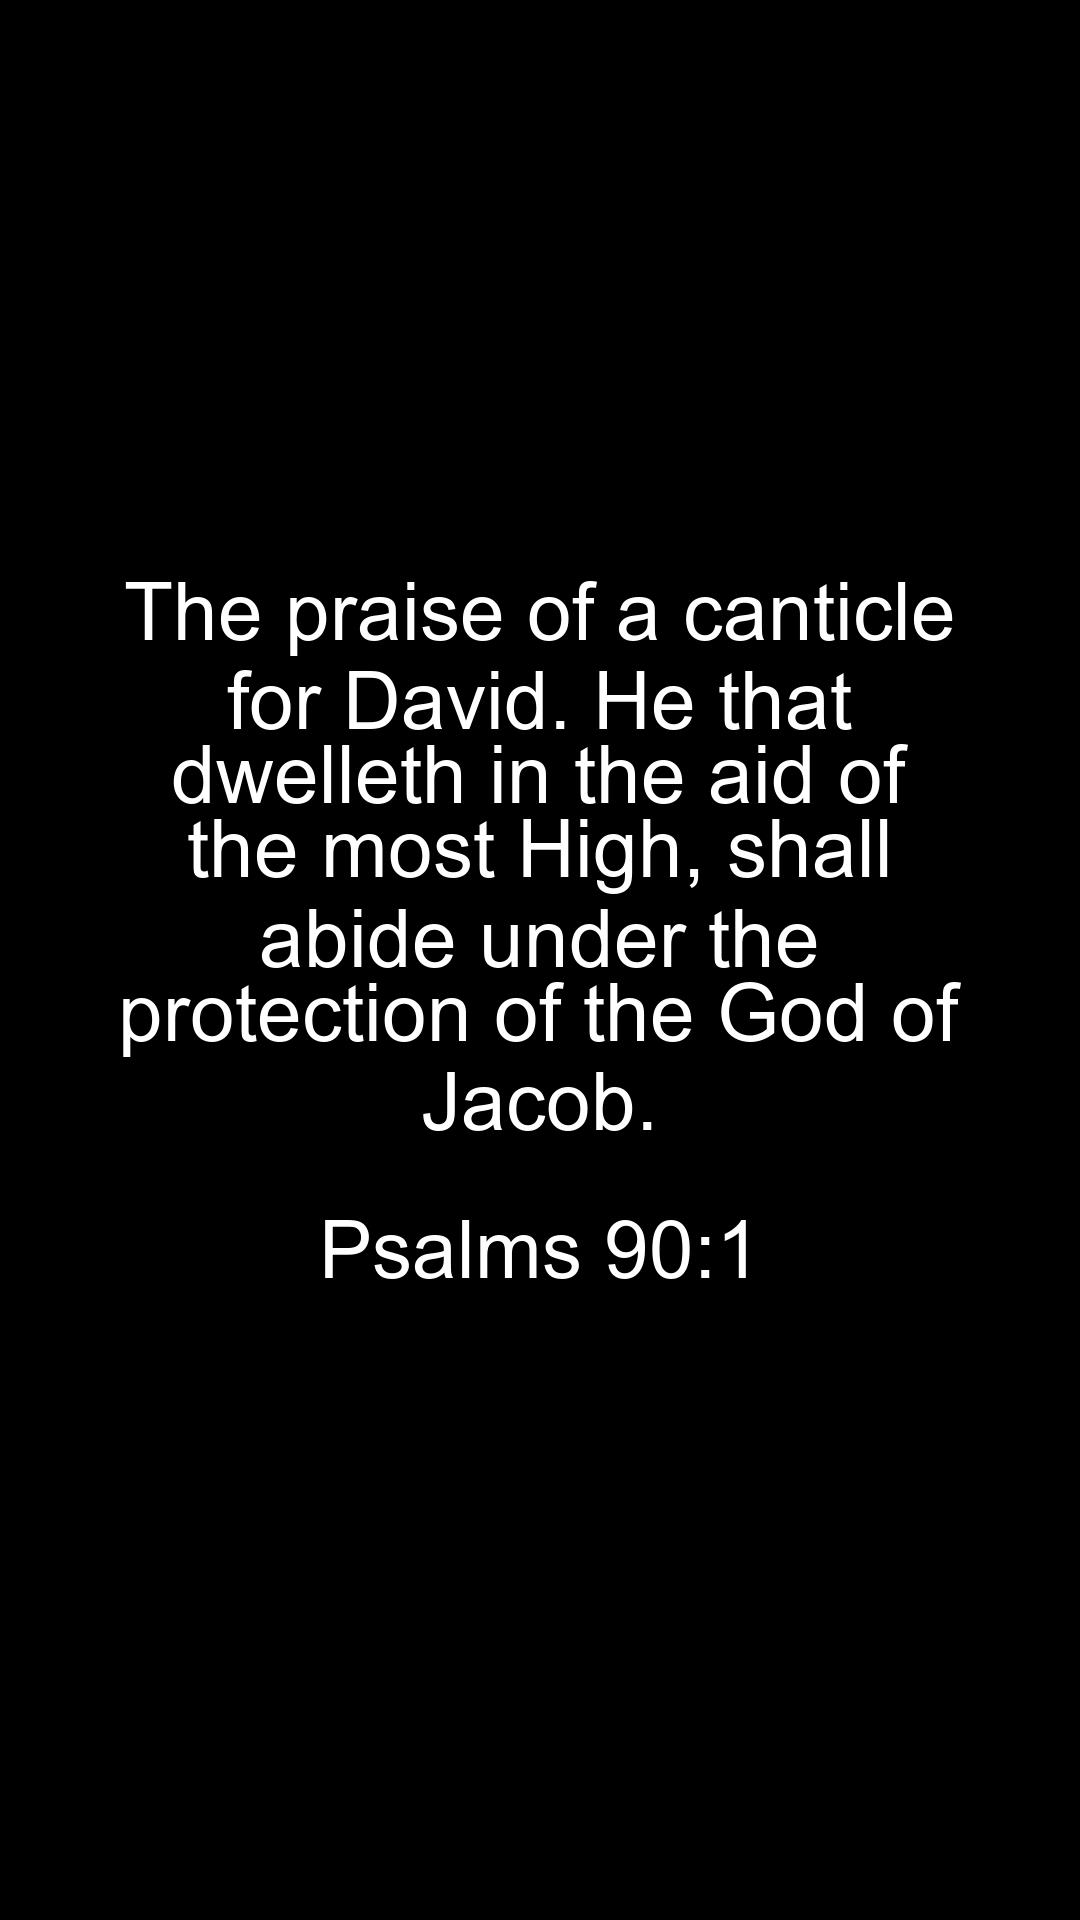 The praise of a canticle
for David. He that
dwelleth in the aid of
the most High, shall
abide under the
protection of the God of
Jacob.
Psalms 90:1